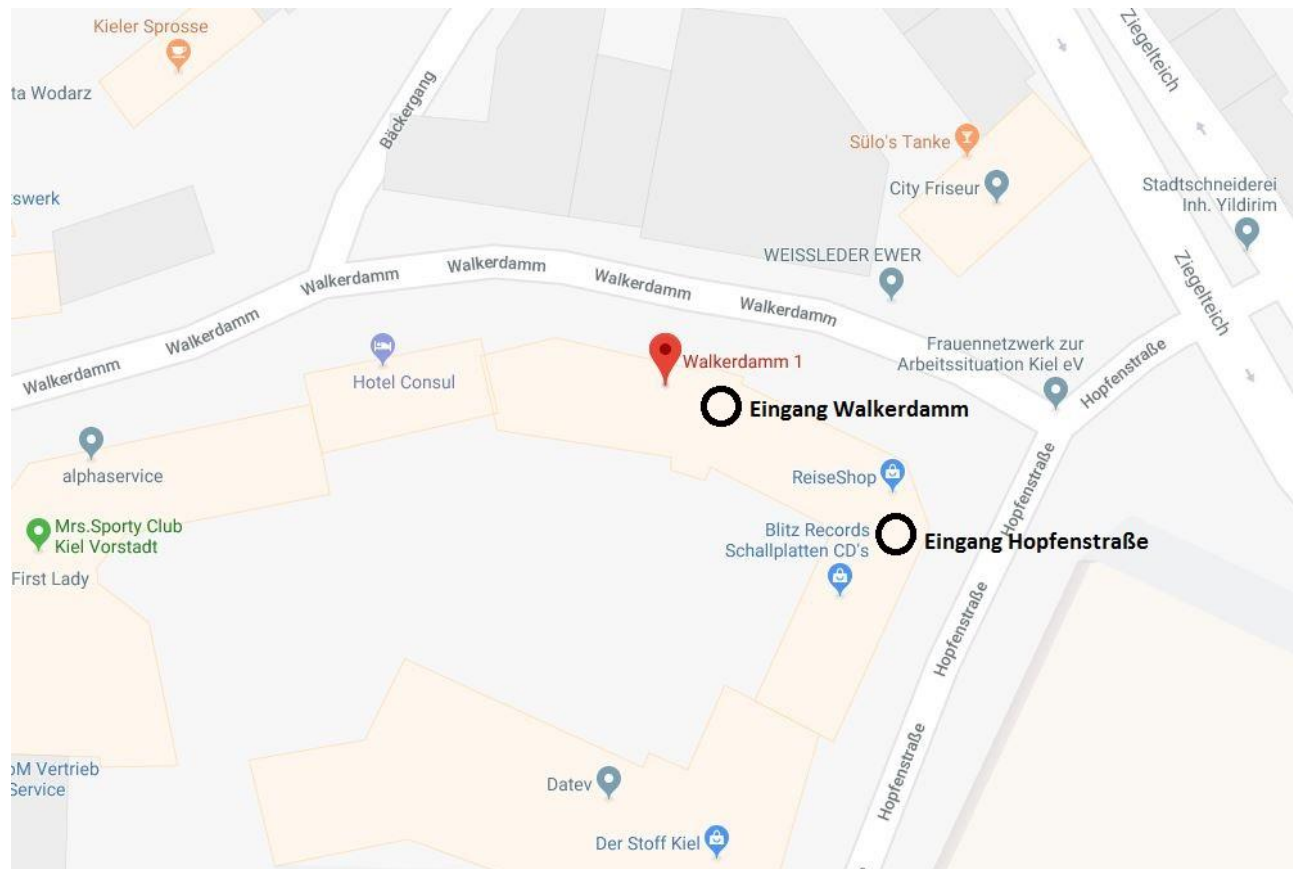 Kieler Sprosse
ta Wodarz
Bäckergang
Ziegelteich
Sülo's Tanke
City Friseur
Stadtschneiderei
Inh. Yildirim
swerk
WEISSLEDER EWER
Ziegelteich
Walkerdamm
Walkerdamm
Walkerdamm
Walkerdamm
Walkerdamm
Walkerdamm
Frauennetzwerk zur
Arbeitssituation Kiel eV
Hopfenstraße
Hotel Consul
Walkerdamm 1
Eingang Walkerdamm
alphaservice
ReiseShop
Hopfenstraße
Mrs.Sporty Club
Kiel Vorstadt
Blitz Records
Schallplatten CD's
Eingang Hopfenstraße
First Lady
Hopfenstraße
Hopfenstraße
oM Vertrieb
Service
Datev
Der Stoff Kiel